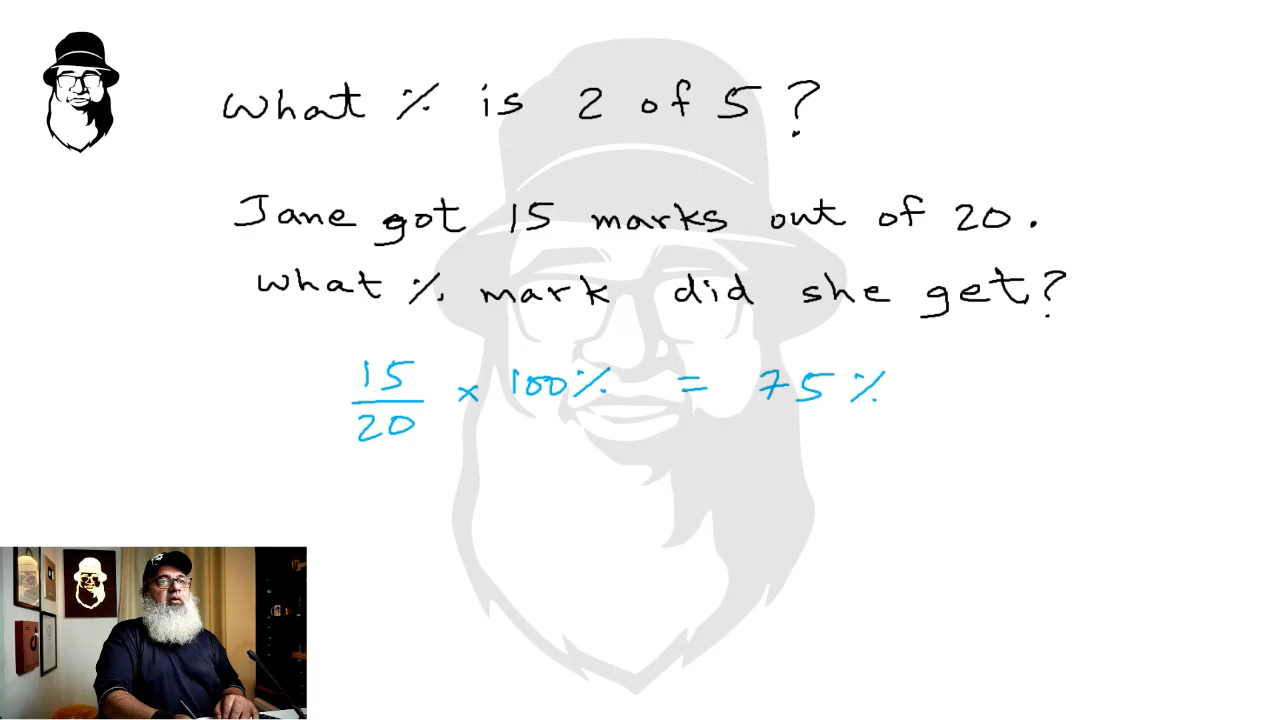 What % is 2 of 5?
Jane got 15 marks out of 20.
What % mark did she get?
15/20 × 100% = 75%